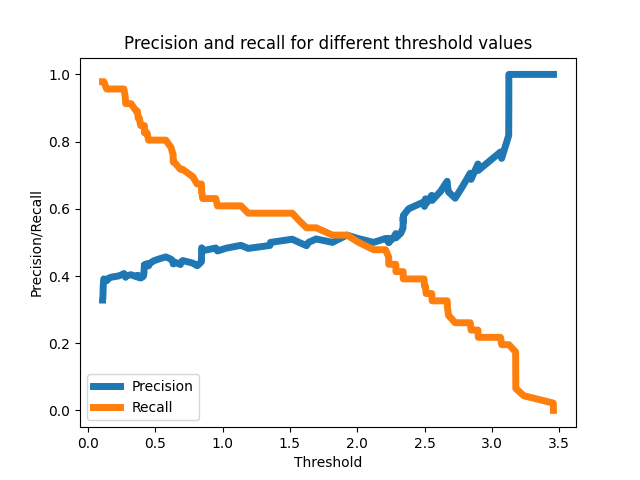 Precision and recall for different threshold values
1.0
0.8
0.6
0.4
0.2
0.0
Precision/Recall
Precision
Recall
0.0 0.5 1.0 1.5 2.0 2.5 3.0 3.5
Threshold